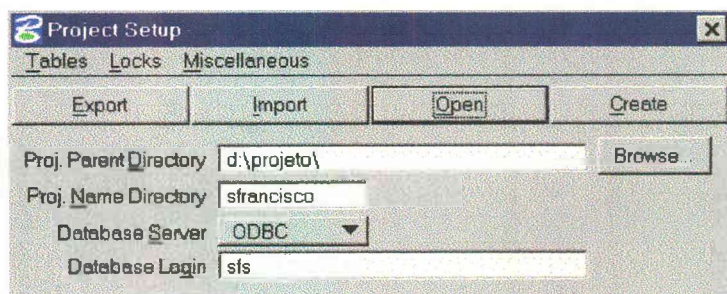 Project Setup
Tables Locks Miscellaneous
Export Import Open Create
Proj. Parent Directory d:\projeto\ Browse...
Proj. Name Directory sfrancisco
Database Server ODBC
Database Login sfs